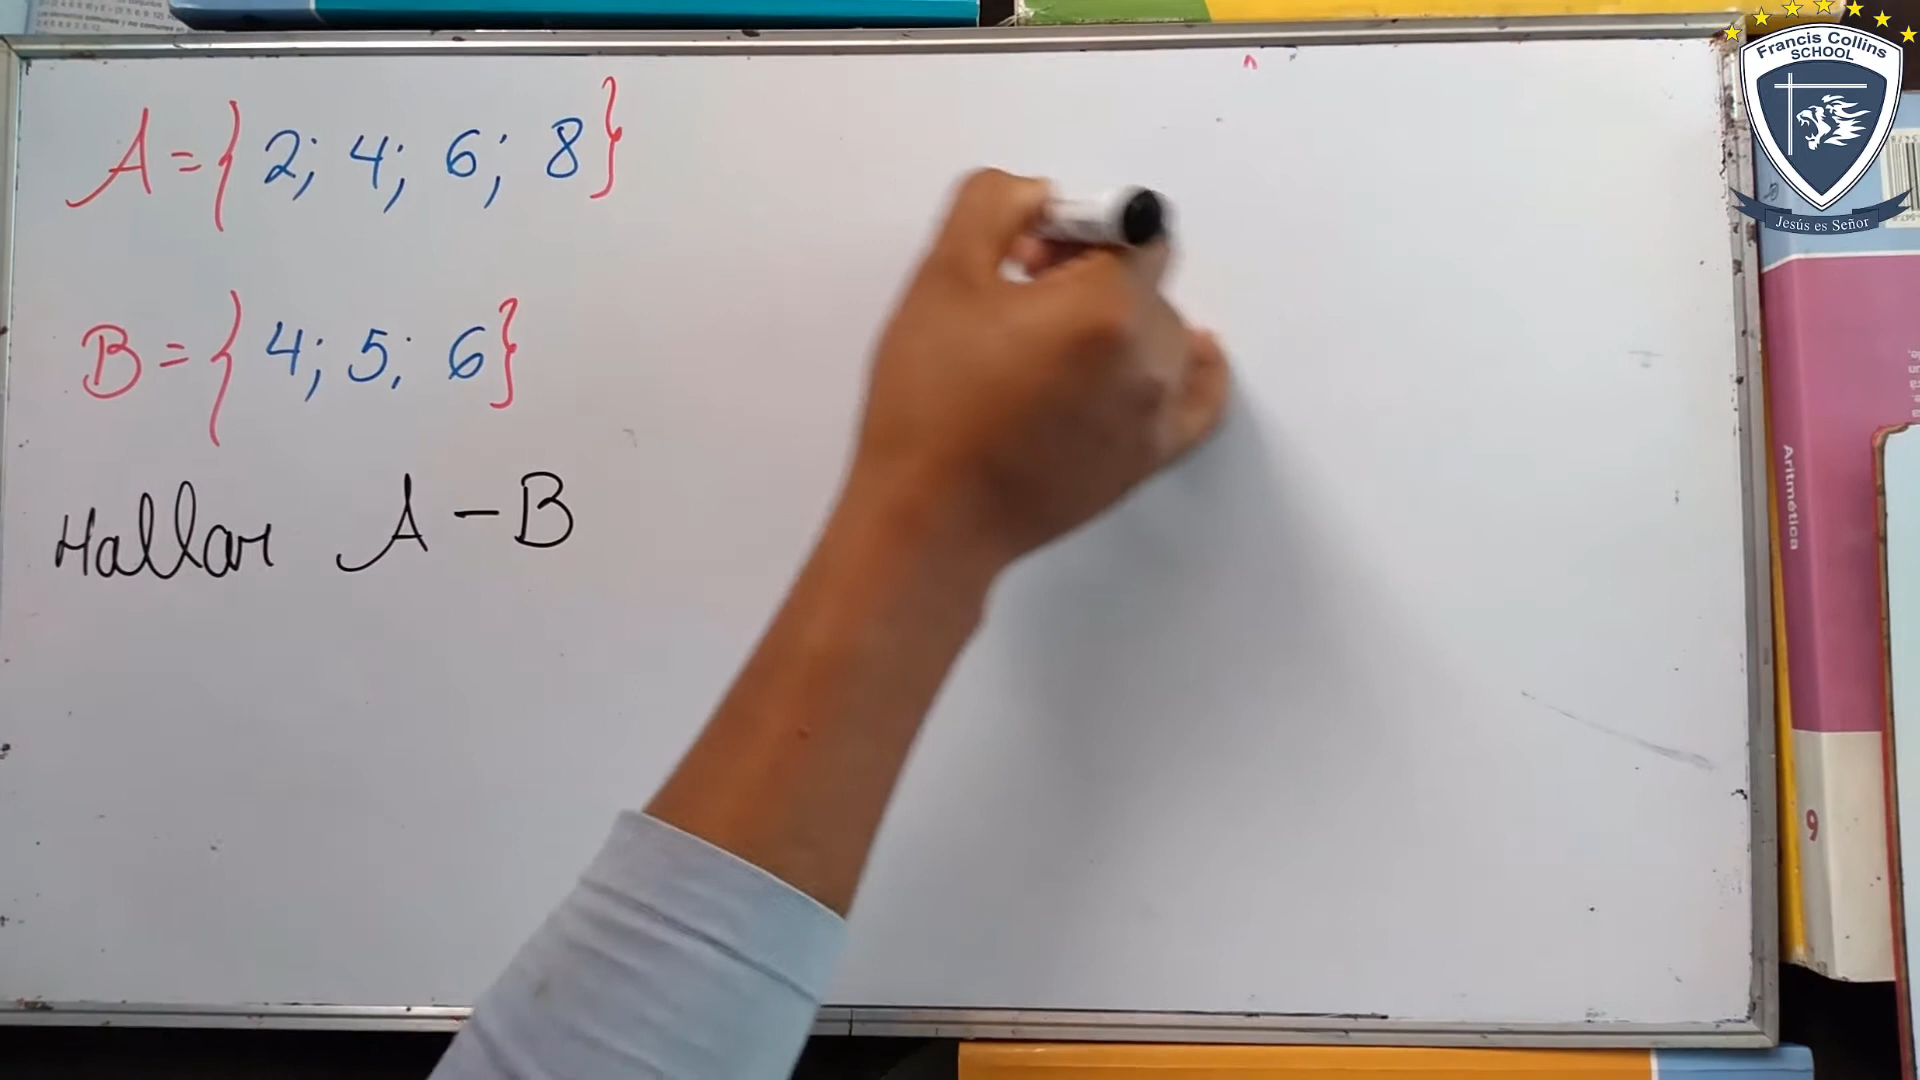 Francis Collins
SCHOOL
Jesús es Señor
A={ 2; 4; 6; 8}
B={ 4; 5; 6}
Hallar A-B
Aritmética
9